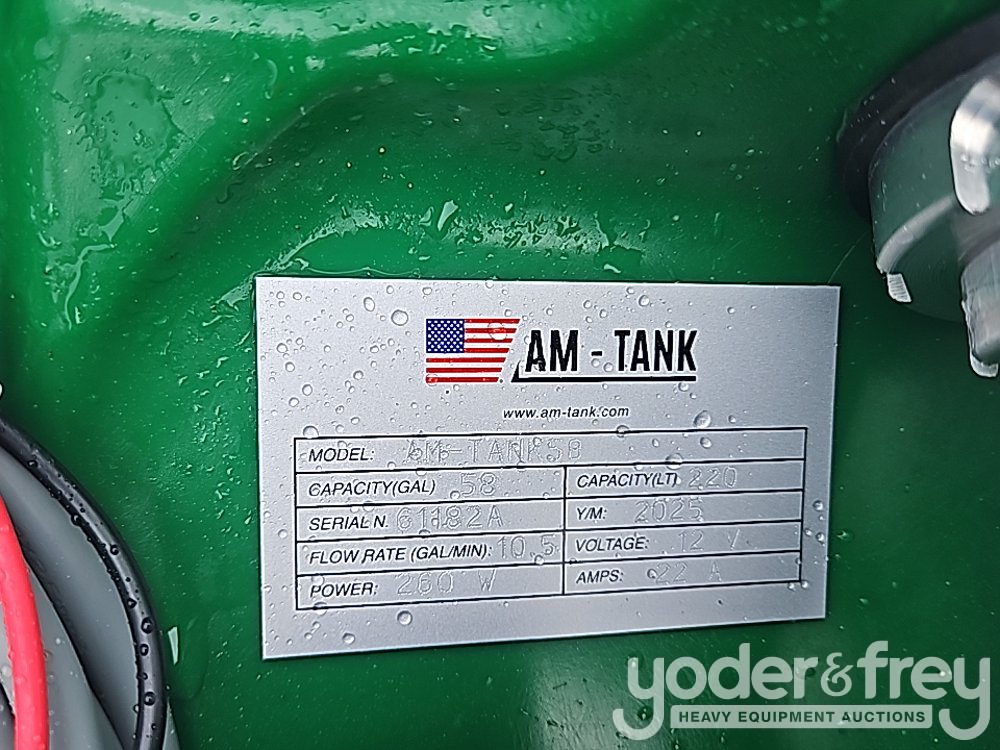 AM - TANK
www.am-tank.com
MODEL: AM-TANK58
CAPACITY(GAL) 58 CAPACITY(LT) 220
SERIAL N. 61182A Y/M: 2025
FLOW RATE (GAL/MIN): 10.5 VOLTAGE: 12 V
POWER: 260 W AMPS: 22 A
yoder&frey
HEAVY EQUIPMENT AUCTIONS